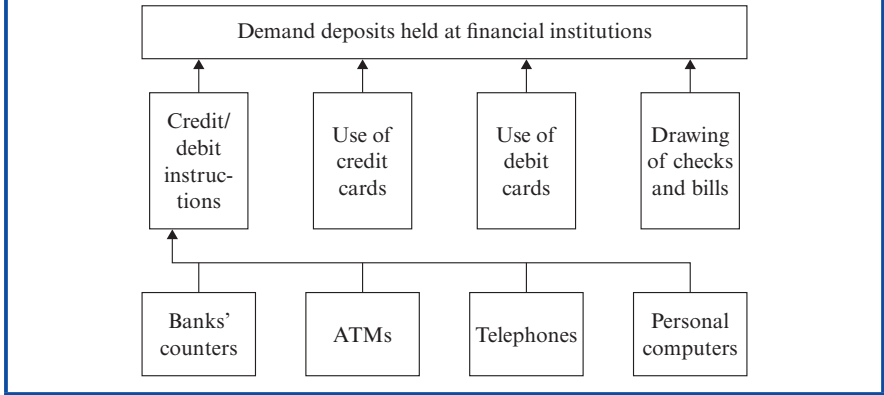 Demand deposits held at financial institutions
Credit/
debit
instruc-
tions
Use of
credit
cards
Use of
debit
cards
Drawing
of checks
and bills
Banks’
counters
ATMs
Telephones
Personal
computers